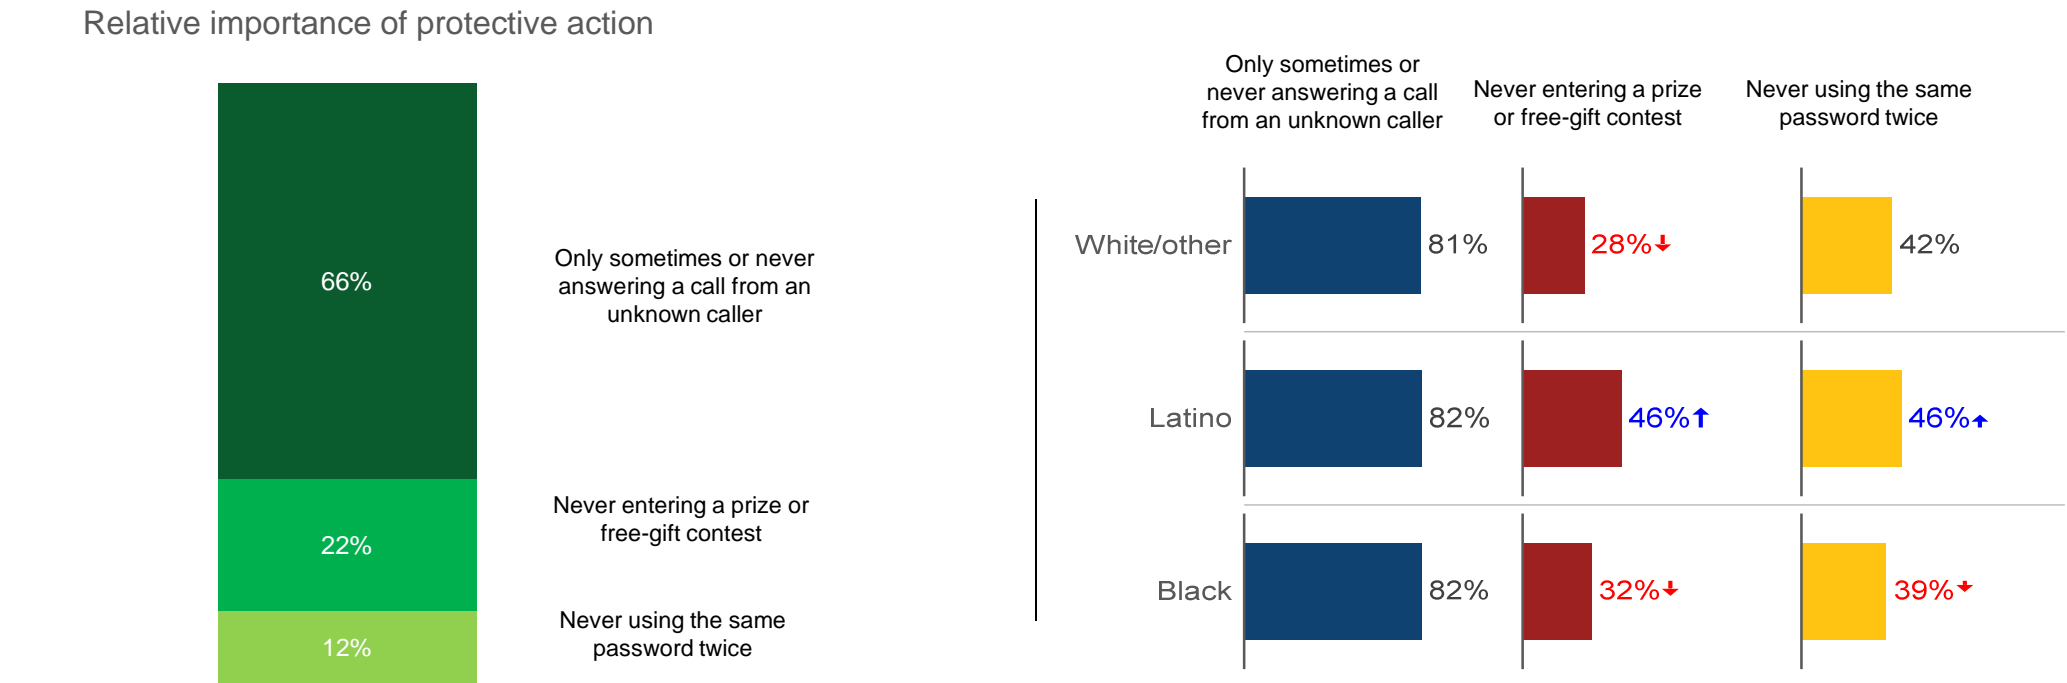 Relative importance of protective action
66%
22%
12%
Only sometimes or never
answering a call from an
unknown caller
Never entering a prize or
free-gift contest
Never using the same
password twice
Only sometimes or
never answering a call
from an unknown caller
Never entering a prize
or free-gift contest
Never using the same
password twice
White/other 81% 28%↓ 42%
Latino 82% 46%↑ 46%↑
Black 82% 32%↓ 39%↓